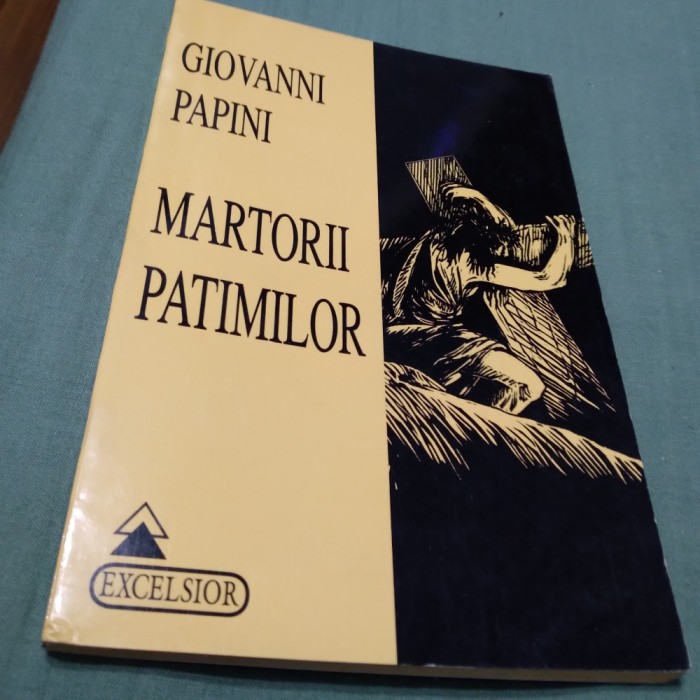 GIOVANNI
PAPINI
MARTORII
PATIMILOR
EXCELSIOR